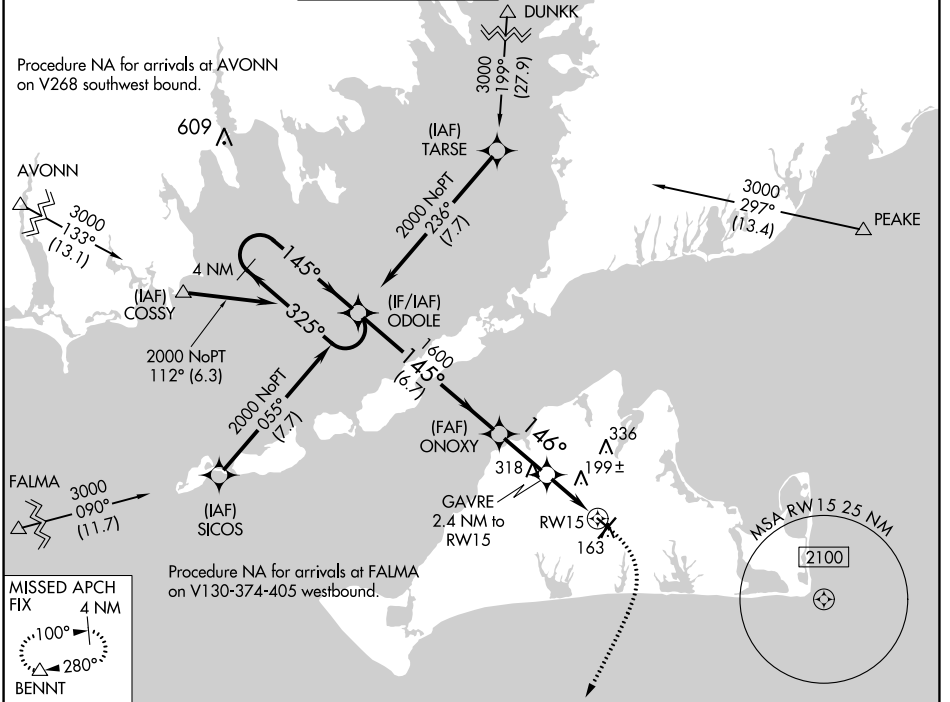 DUNKK
Procedure NA for arrivals at AVONN
on V268 southwest bound.
3000
199°
(27.9)
609
(IAF)
TARSE
AVONN
3000
133°
(13.1)
2000 NoPT
236°
(7.7)
3000
297°
(13.4)
PEAKE
4 NM
145°
325°
(IAF)
COSSY
(IF/IAF)
ODOLE
2000 NoPT
112° (6.3)
1600
145°
(6.7)
2000 NoPT
055°
(7.7)
(FAF)
ONOXY
146°
336
318
199±
FALMA
3000
090°
(11.7)
(IAF)
SICOS
GAVRE
2.4 NM to
RW15
RW15
163
MSA RW15 25 NM
2100
Procedure NA for arrivals at FALMA
on V130-374-405 westbound.
MISSED APCH
FIX
4 NM
100°
280°
BENNT